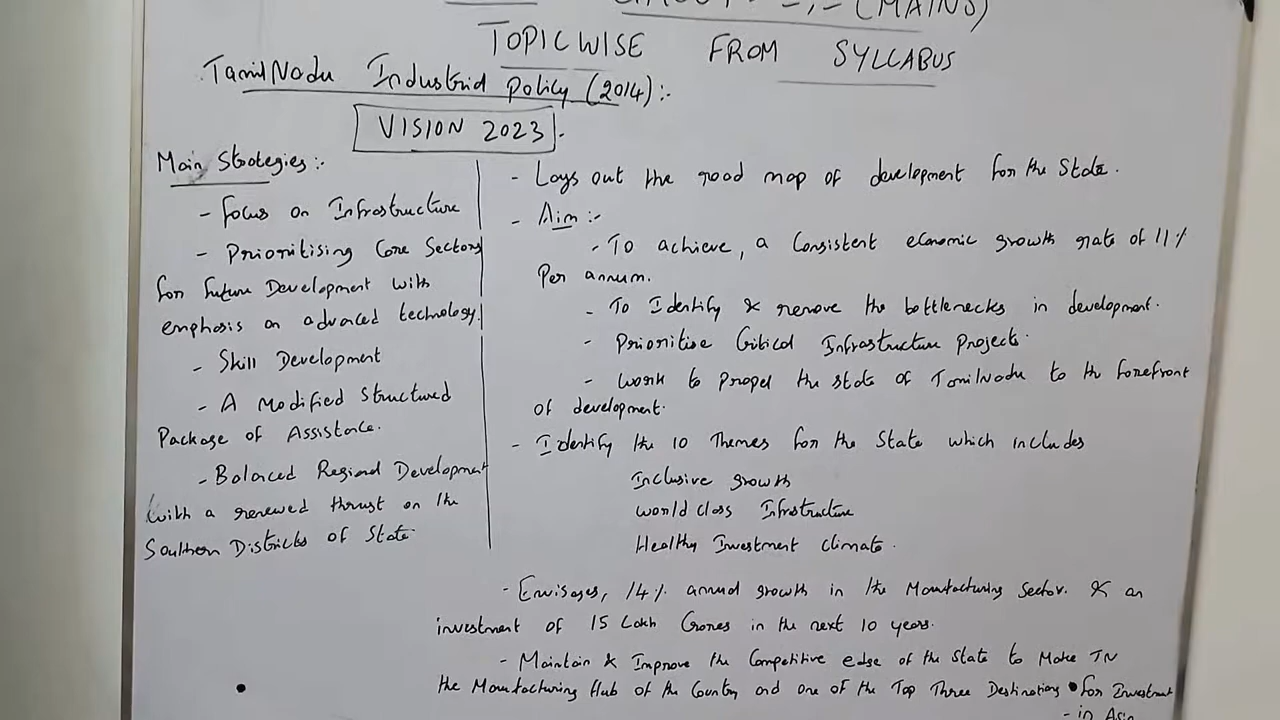 (MAINS)
TOPICWISE FROM SYLLABUS
TamilNadu Industrial Policy (2014):-
VISION 2023.
Main Strategies:-
- Focus on Infrastructure
- Prioritising Core Sectors
for future Development with
emphasis on advanced technology.
- Skill Development
- A Modified Structured
Package of Assistance.
- Balanced Regional Development
with a renewed thrust on the
Southern Districts of State.
- Lays out the road map of development for the State.
- Aim:-
- To achieve, a Consistent economic growth rate of 11%
Per annum.
- To Identify & remove the bottlenecks in development.
- Prioritise Critical Infrastructure Projects.
- Work to Propel the state of TamilNadu to the forefront
of development.
- Identify the 10 Themes for the State which includes
Inclusive growth
World class Infrastructure
Healthy Investment climate.
- Envisages, 14% annual growth in the Manufacturing Sector. & an
investment of 15 Lakh Crores in the next 10 years.
- Maintain & Improve the Competitive edge of the State to Make TN
the Manufacturing Hub of the Country and one of the Top Three Destinations for Investment
- in Asia